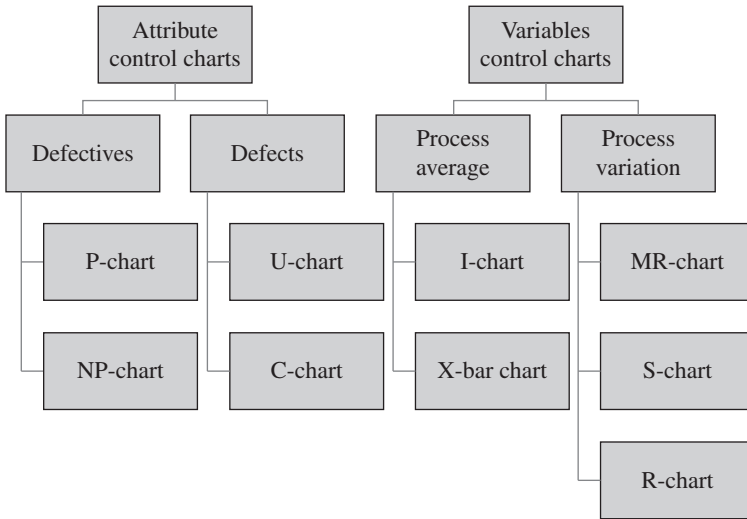 Attribute
control charts
Variables
control charts
Defectives
Defects
Process
average
Process
variation
P-chart
U-chart
I-chart
MR-chart
NP-chart
C-chart
X-bar chart
S-chart
R-chart